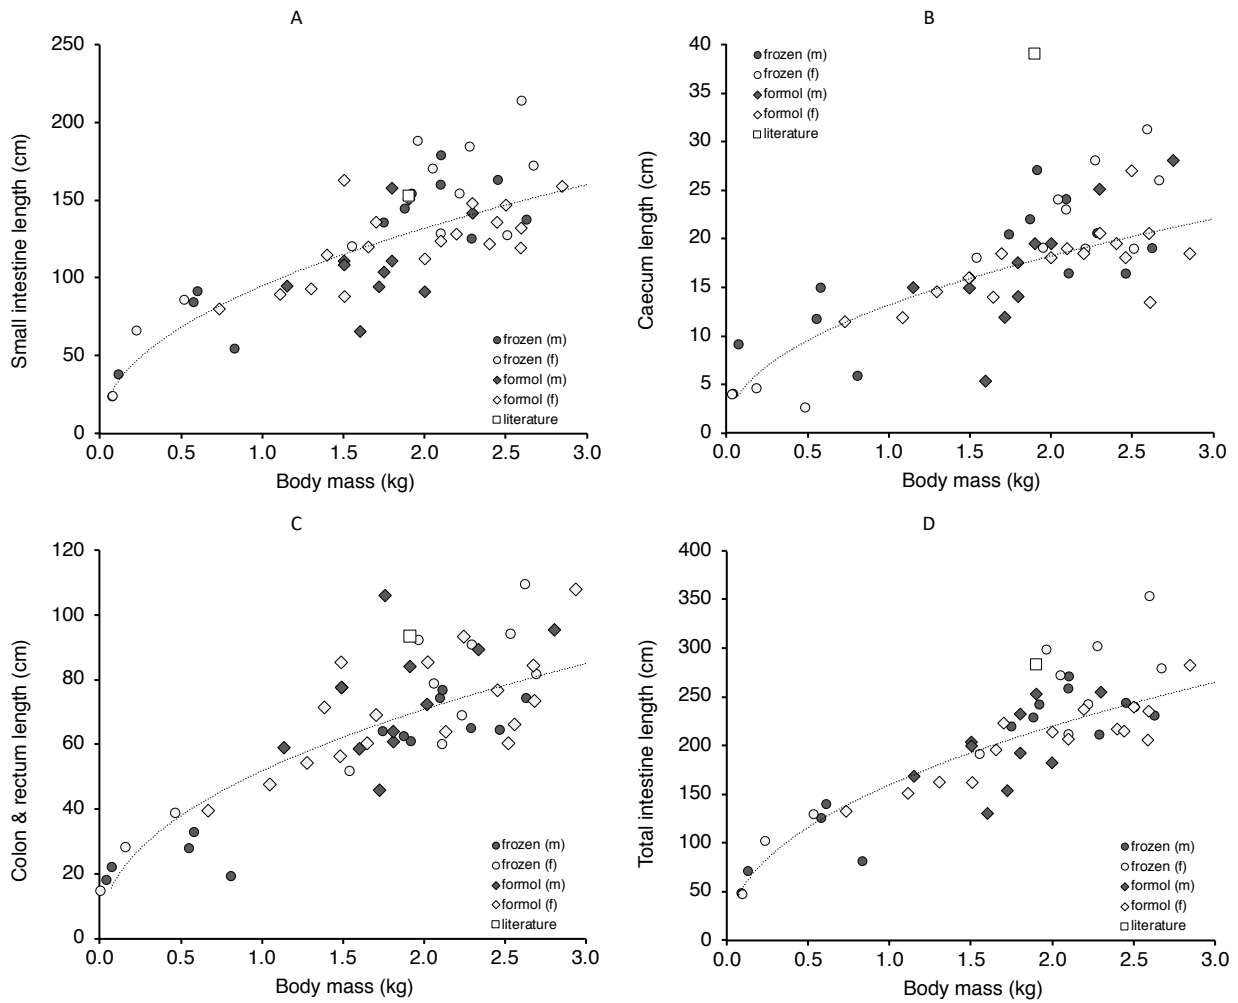 A
250
200
150
100
50
0
0.0 0.5 1.0 1.5 2.0 2.5 3.0
Small intestine length (cm)
Body mass (kg)
frozen (m)
frozen (f)
formol (m)
formol (f)
literature
B
40
35
30
25
20
15
10
5
0
0.0 0.5 1.0 1.5 2.0 2.5 3.0
Caecum length (cm)
Body mass (kg)
frozen (m)
frozen (f)
formol (m)
formol (f)
literature
C
120
100
80
60
40
20
0
0.0 0.5 1.0 1.5 2.0 2.5 3.0
Colon & rectum length (cm)
Body mass (kg)
frozen (m)
frozen (f)
formol (m)
formol (f)
literature
D
400
350
300
250
200
150
100
50
0
0.0 0.5 1.0 1.5 2.0 2.5 3.0
Total intestine length (cm)
Body mass (kg)
frozen (m)
frozen (f)
formol (m)
formol (f)
literature